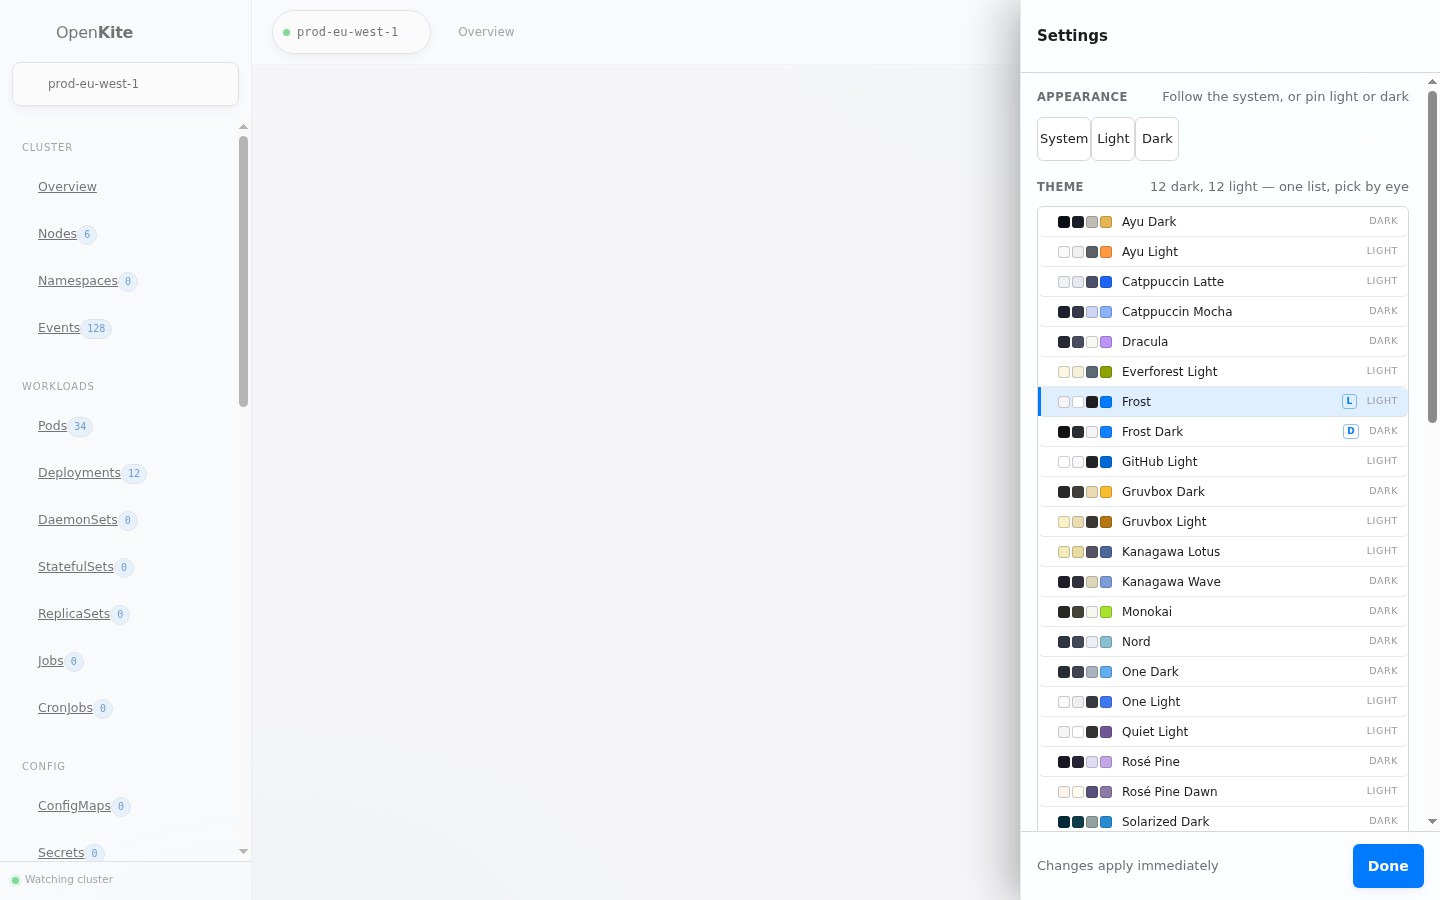 OpenKite
prod-eu-west-1
CLUSTER
Overview
Nodes 6
Namespaces 0
Events 128
WORKLOADS
Pods 34
Deployments 12
DaemonSets 0
StatefulSets 0
ReplicaSets 0
Jobs 0
CronJobs 0
CONFIG
ConfigMaps 0
Secrets 0
Watching cluster
prod-eu-west-1 Overview
Settings
APPEARANCE Follow the system, or pin light or dark
System Light Dark
THEME 12 dark, 12 light — one list, pick by eye
Ayu Dark DARK
Ayu Light LIGHT
Catppuccin Latte LIGHT
Catppuccin Mocha DARK
Dracula DARK
Everforest Light LIGHT
Frost L LIGHT
Frost Dark D DARK
GitHub Light LIGHT
Gruvbox Dark DARK
Gruvbox Light LIGHT
Kanagawa Lotus LIGHT
Kanagawa Wave DARK
Monokai DARK
Nord DARK
One Dark DARK
One Light LIGHT
Quiet Light LIGHT
Rosé Pine DARK
Rosé Pine Dawn LIGHT
Solarized Dark DARK
Changes apply immediately Done